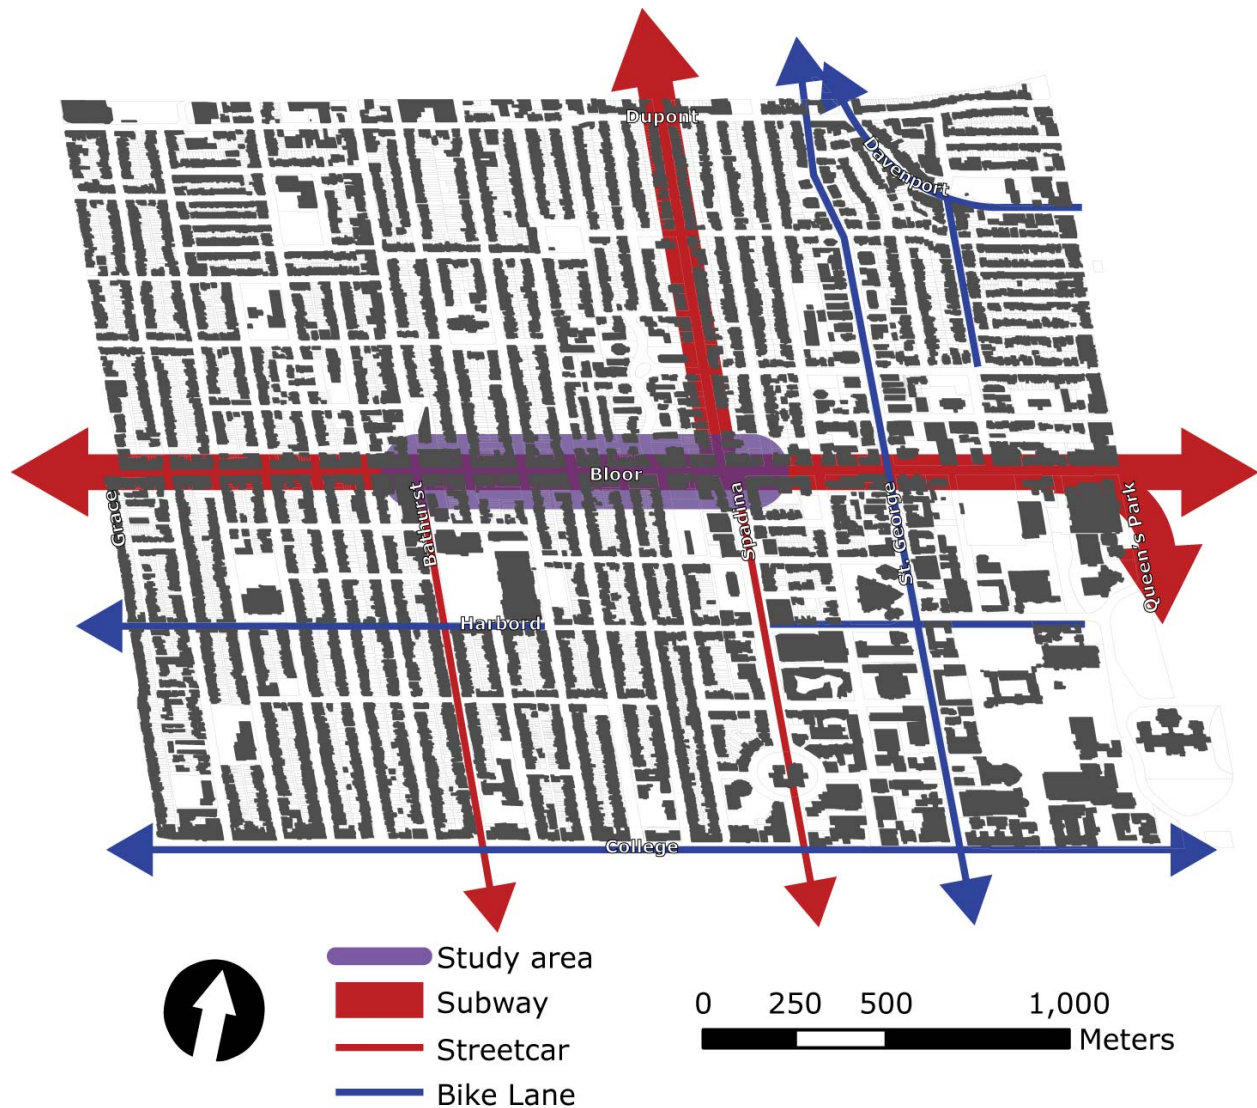 Dupont
Davenport
Bloor
Grace
Bathurst
Spadina
St. George
Queen's Park
Harbord
College
Study area
Subway
Streetcar
Bike Lane
0 250 500 1,000
Meters